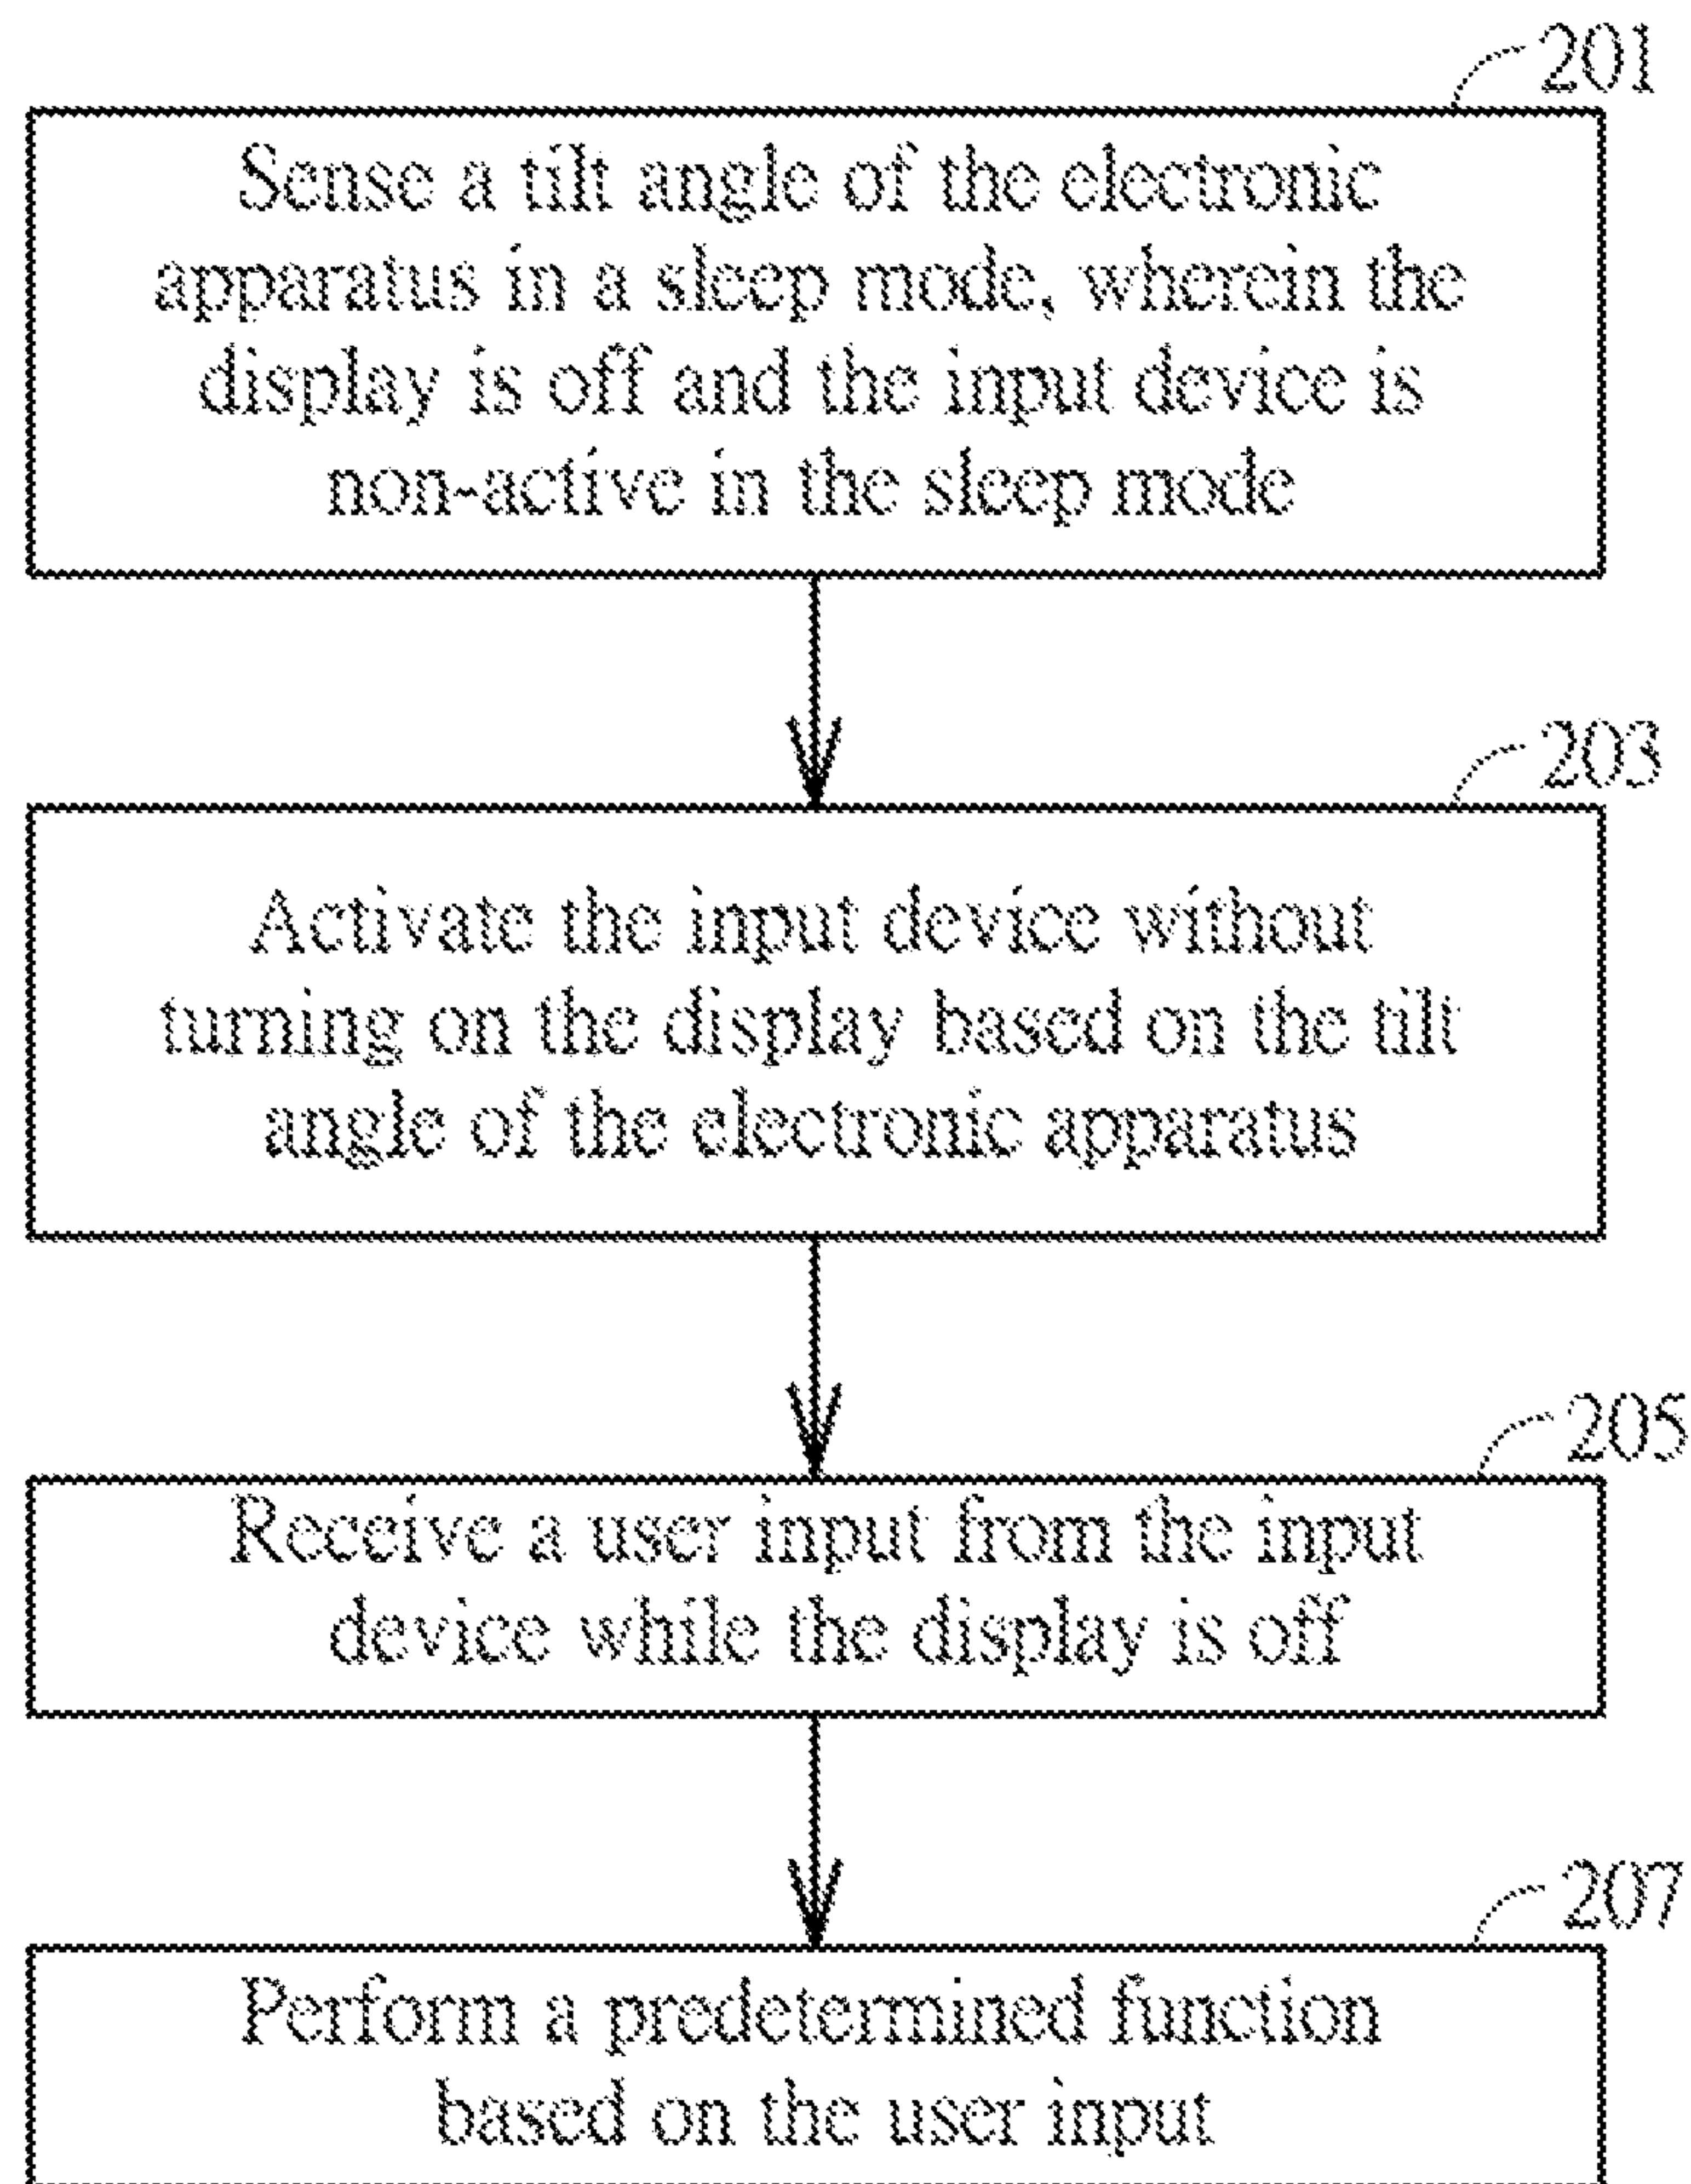 201
Sense a tilt angle of the electronic
apparatus in a sleep mode, wherein the
display is off and the input device is
non-active in the sleep mode
203
Activate the input device without
turning on the display based on the tilt
angle of the electronic apparatus
205
Receive a user input from the input
device while the display is off
207
Perform a predetermined function
based on the user input